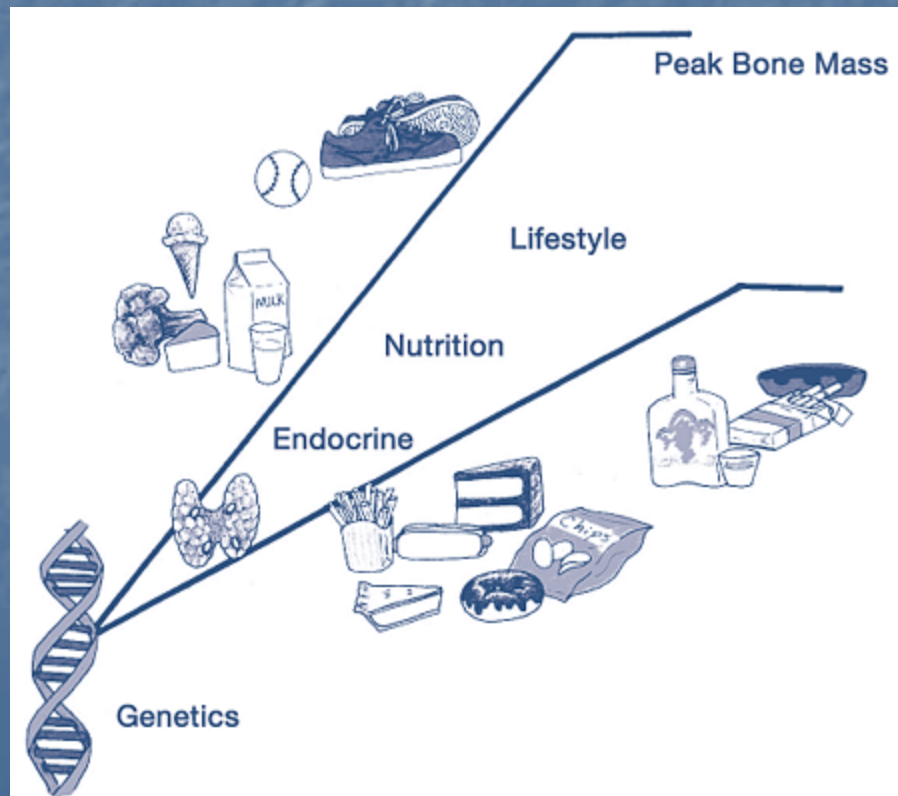 Peak Bone Mass
Lifestyle
MILK
Nutrition
Endocrine
Chips
Genetics